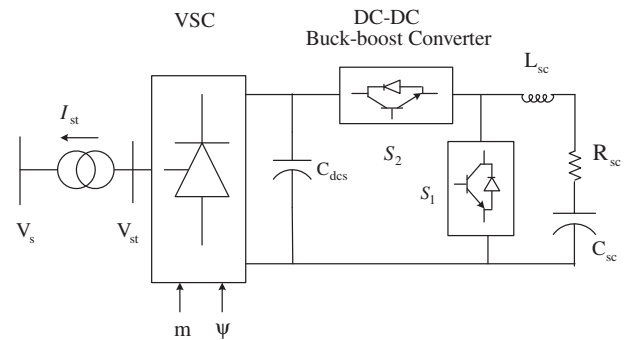 VSC
DC-DC
Buck-boost Converter
L_sc
I_st
C_dcs
S_2
S_1
R_sc
V_s
V_st
C_sc
m
ψ